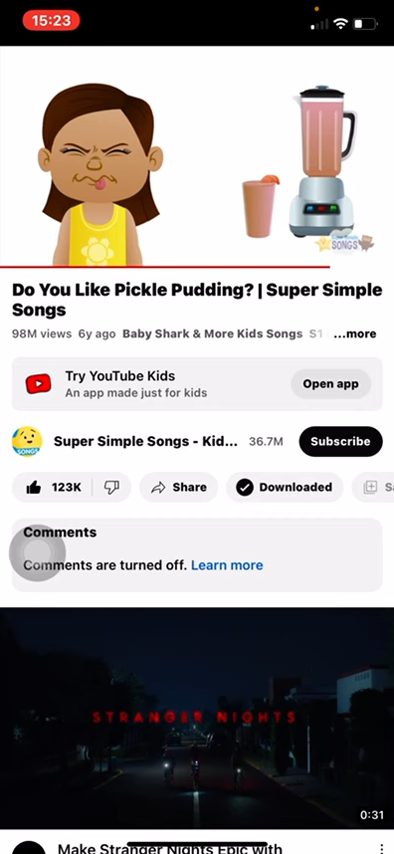 15:23
SONGS
Do You Like Pickle Pudding? | Super Simple
Songs
98M views 6y ago Baby Shark & More Kids Songs S1 ...more
Try YouTube Kids
An app made just for kids
Open app
SONGS
Super Simple Songs - Kid... 36.7M
Subscribe
123K
Share
Downloaded
Comments
Comments are turned off. Learn more
STRANGER NIGHTS
0:31
Make Stranger Nights Epic with